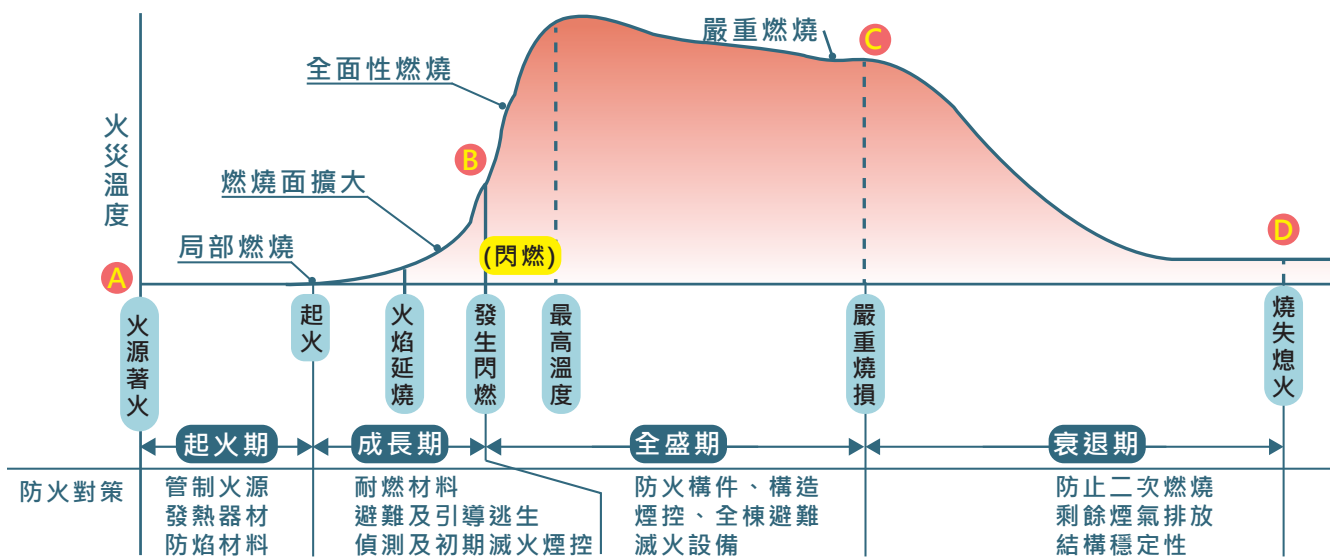 嚴重燃燒
C
全面性燃燒
火災溫度
B
燃燒面擴大
局部燃燒
(閃燃)
D
A
火源著火
起火
火焰延燒
發生閃燃
最高溫度
嚴重燒損
燒失熄火
起火期
成長期
全盛期
衰退期
防火對策
管制火源
發熱器材
防焰材料
耐燃材料
避難及引導逃生
偵測及初期滅火煙控
防火構件、構造
煙控、全棟避難
滅火設備
防止二次燃燒
剩餘煙氣排放
結構穩定性